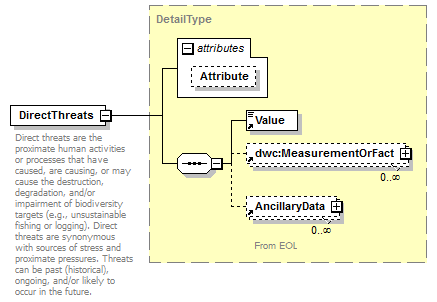 DetailType
attributes
Attribute
DirectThreats
Direct threats are the
proximate human activities
or processes that have
caused, are causing, or may
cause the destruction,
degradation, and/or
impairment of biodiversity
targets (e.g., unsustainable
fishing or logging). Direct
threats are synonymous
with sources of stress and
proximate pressures. Threats
can be past (historical),
ongoing, and/or likely to
occur in the future.
Value
dwc:MeasurementOrFact
0..∞
AncillaryData
0..∞
From EOL